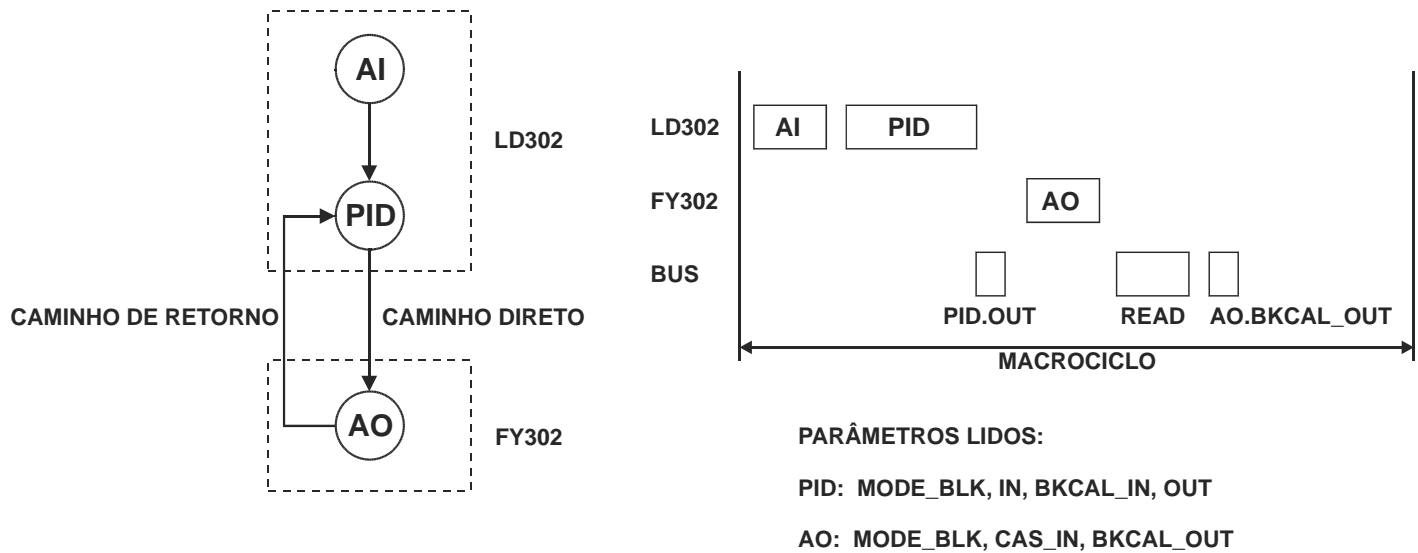 AI
LD302
PID
CAMINHO DE RETORNO
CAMINHO DIRETO
AO
FY302
LD302
AI
PID
FY302
AO
BUS
PID.OUT
READ
AO.BKCAL_OUT
MACROCICLO
PARÂMETROS LIDOS:
PID: MODE_BLK, IN, BKCAL_IN, OUT
AO: MODE_BLK, CAS_IN, BKCAL_OUT